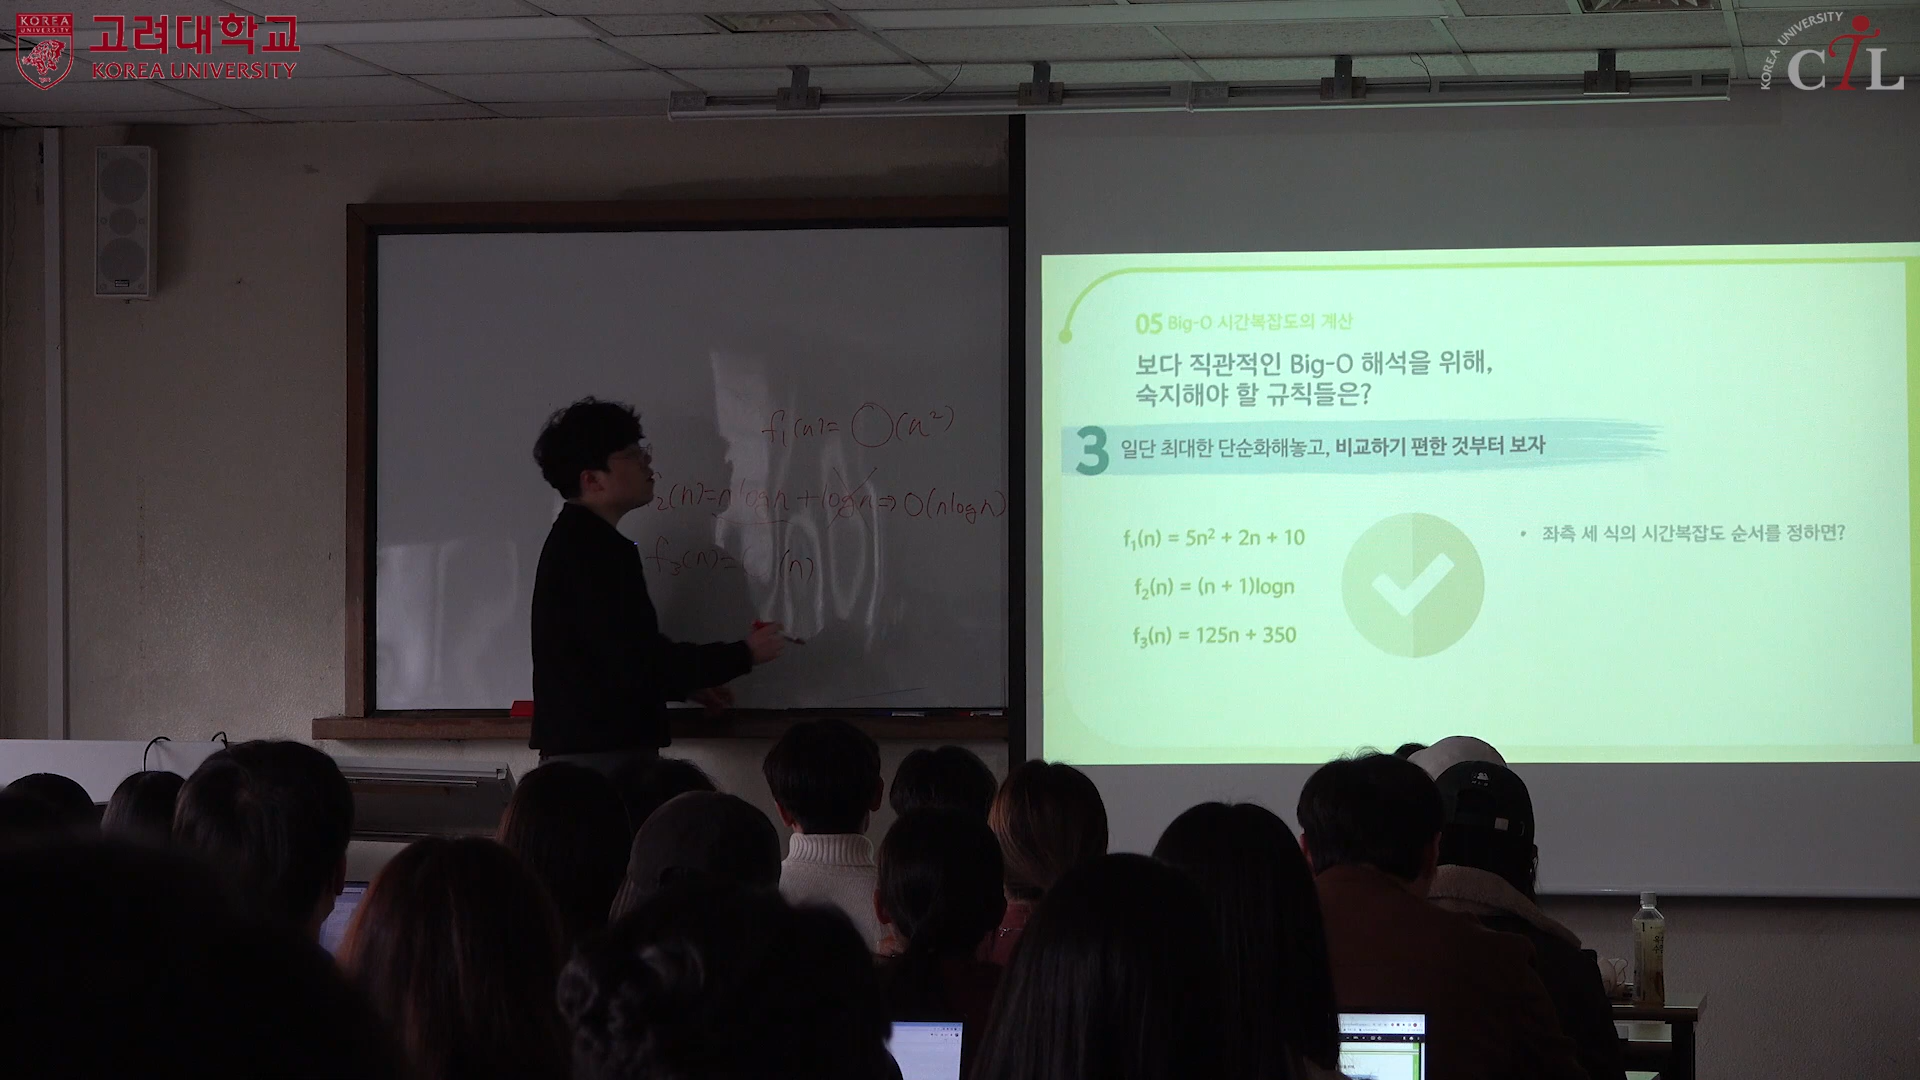 KOREA
UNIVERSITY
고려대학교
KOREA UNIVERSITY
KOREA UNIVERSITY
CTL
f₁(n) = O(n²)
f₂(n) = nlogn + logn ⇒ O(nlogn)
f₃(n) = (n)
05 Big-O 시간복잡도의 계산
보다 직관적인 Big-O 해석을 위해,
숙지해야 할 규칙들은?
3 일단 최대한 단순화해놓고, 비교하기 편한 것부터 보자
f₁(n) = 5n² + 2n + 10
f₂(n) = (n + 1)logn
f₃(n) = 125n + 350
• 좌측 세 식의 시간복잡도 순서를 정하면?